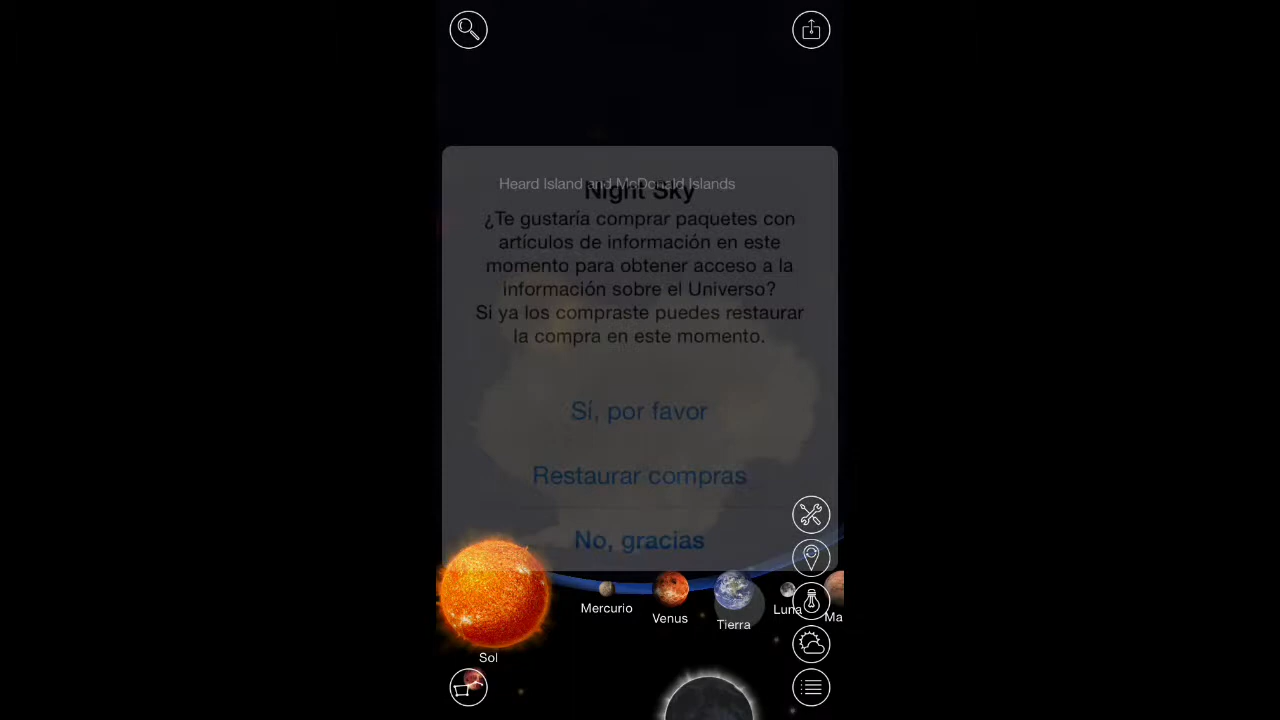 Heard Island and McDonald Islands
Night Sky
¿Te gustaría comprar paquetes con
artículos de información en este
momento para obtener acceso a la
información sobre el Universo?
Si ya los compraste puedes restaurar
la compra en este momento.
Sí, por favor
Restaurar compras
No, gracias
Mercurio
Venus
Tierra
Luna
Ma
Sol